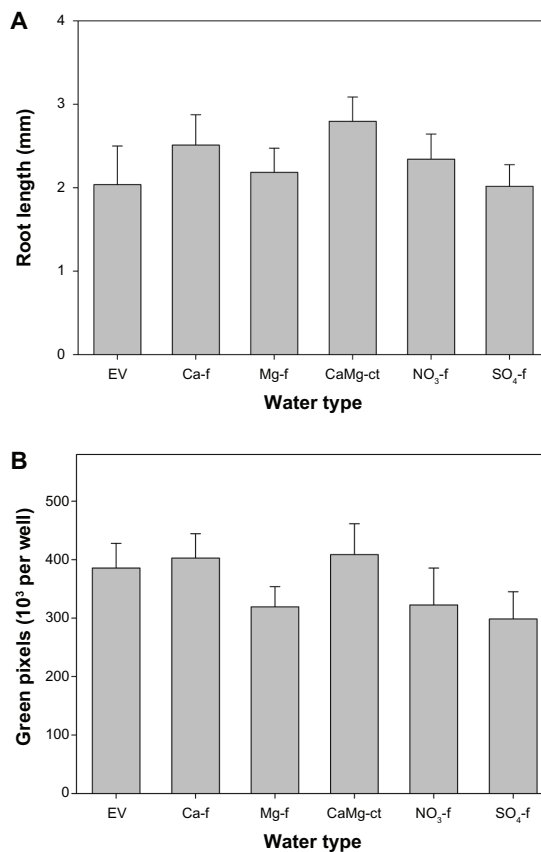 A
Root length (mm)
4
3
2
1
0
EV Ca-f Mg-f CaMg-ct NO₃-f SO₄-f
Water type
B
Green pixels (10³ per well)
500
400
300
200
100
0
EV Ca-f Mg-f CaMg-ct NO₃-f SO₄-f
Water type